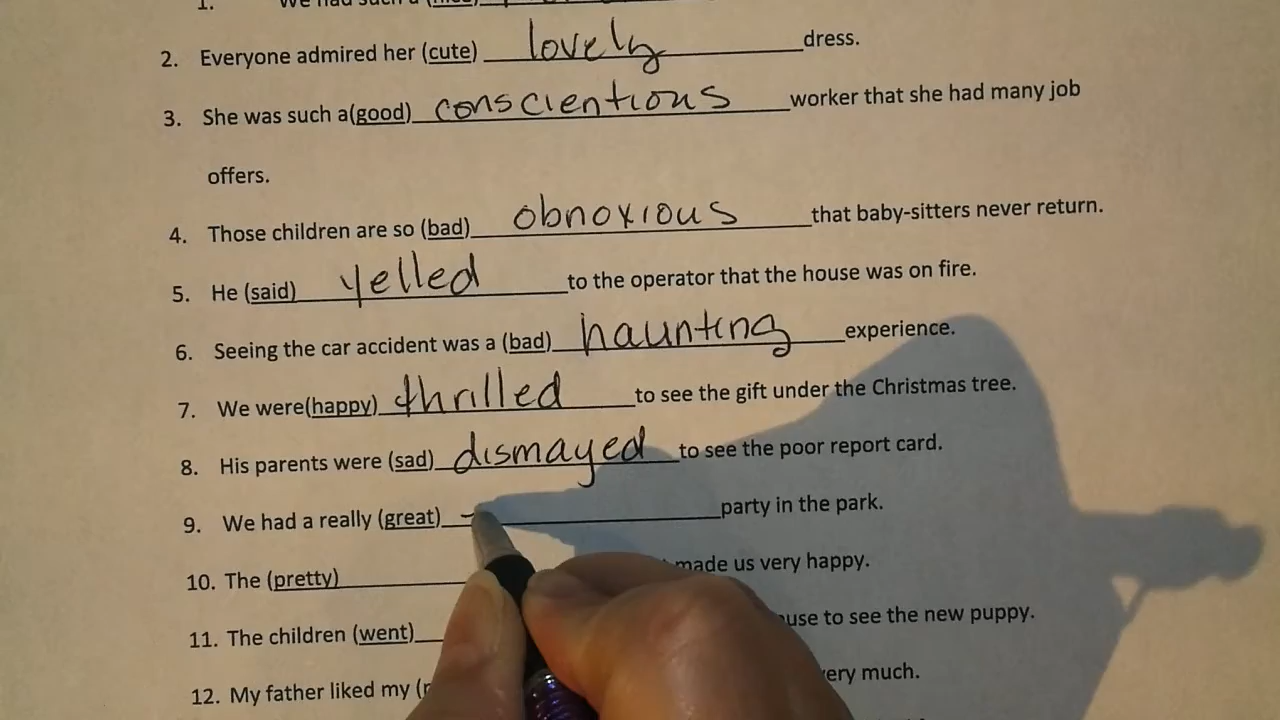 1. We had such a (nice)
2. Everyone admired her (cute) lovely dress.
3. She was such a(good) conscientious worker that she had many job
offers.
4. Those children are so (bad) obnoxious that baby-sitters never return.
5. He (said) yelled to the operator that the house was on fire.
6. Seeing the car accident was a (bad) haunting experience.
7. We were(happy) thrilled to see the gift under the Christmas tree.
8. His parents were (sad) dismayed to see the poor report card.
9. We had a really (great) party in the park.
10. The (pretty) made us very happy.
11. The children (went) to see the new puppy.
12. My father liked my much.